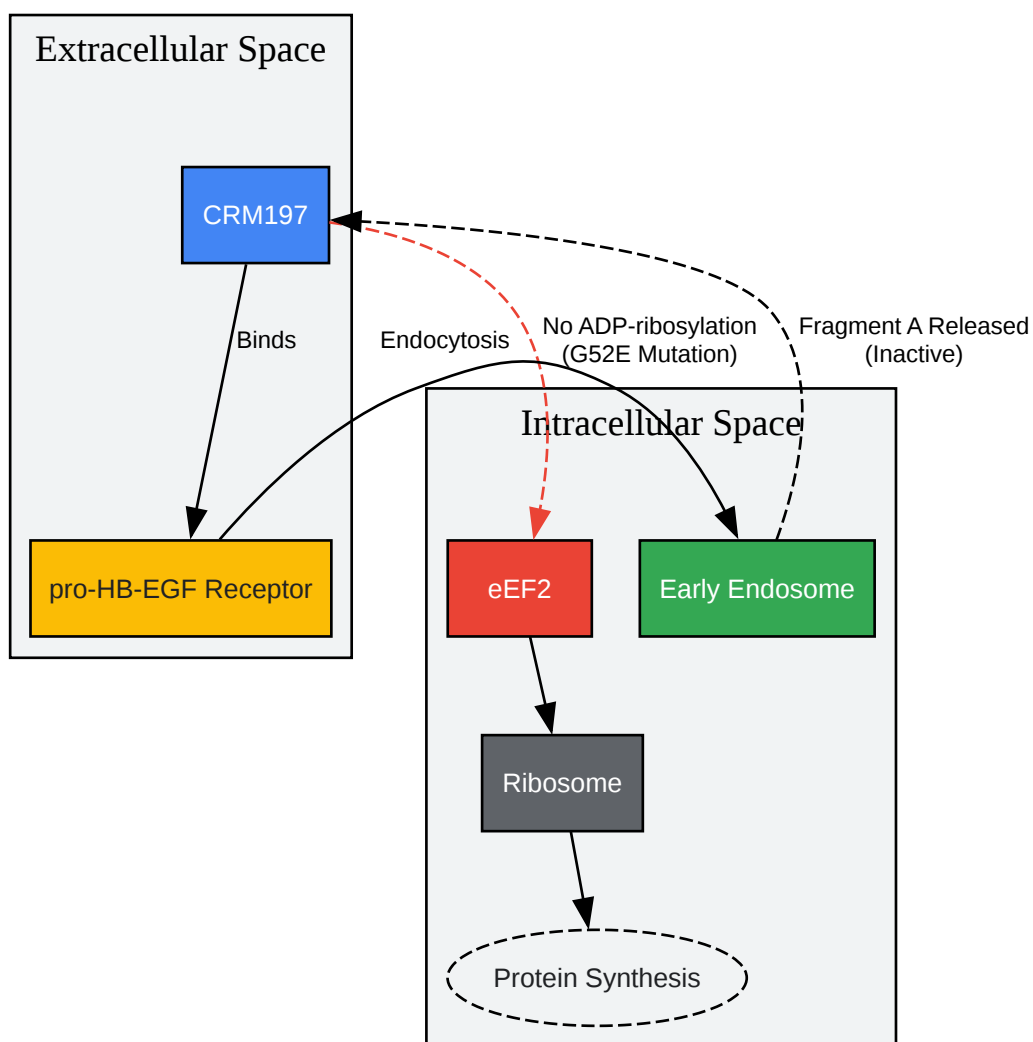 Extracellular Space
CRM197
Binds
Endocytosis
No ADP-ribosylation
(G52E Mutation)
Fragment A Released
(Inactive)
Intracellular Space
pro-HB-EGF Receptor
eEF2
Early Endosome
Ribosome
Protein Synthesis